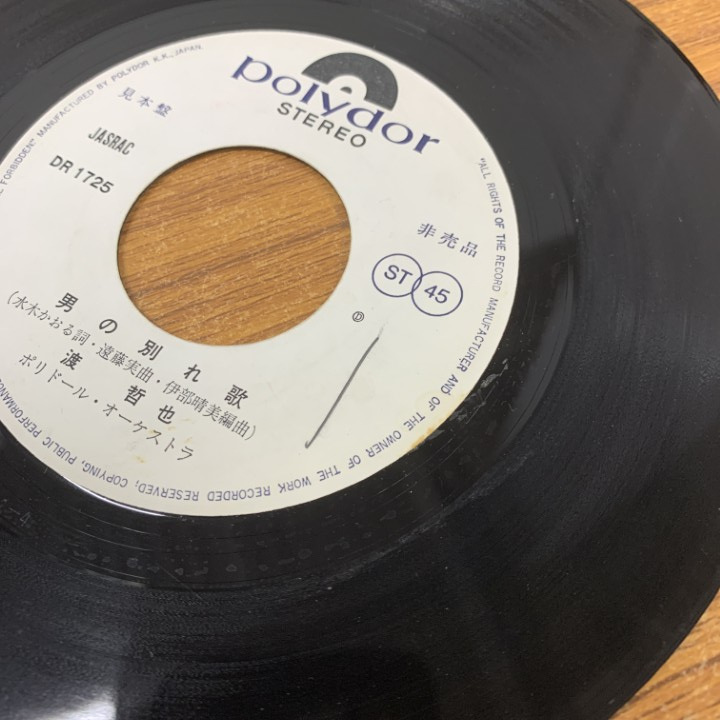 polydor
STEREO
見本盤
JASRAC
DR 1725
非売品
ST 45
Ⓓ
男の別れ歌
(水木かおる詞・遠藤実曲・伊部晴美編曲)
渡 哲也
ポリドール・オーケストラ
"ALL RIGHTS OF THE RECORD MANUFACTURER AND OF THE OWNER OF THE WORK RECORDED RESERVED; COPYING, PUBLIC PERFORMANCE
FORBIDDEN" MANUFACTURED BY POLYDOR K.K., JAPAN.